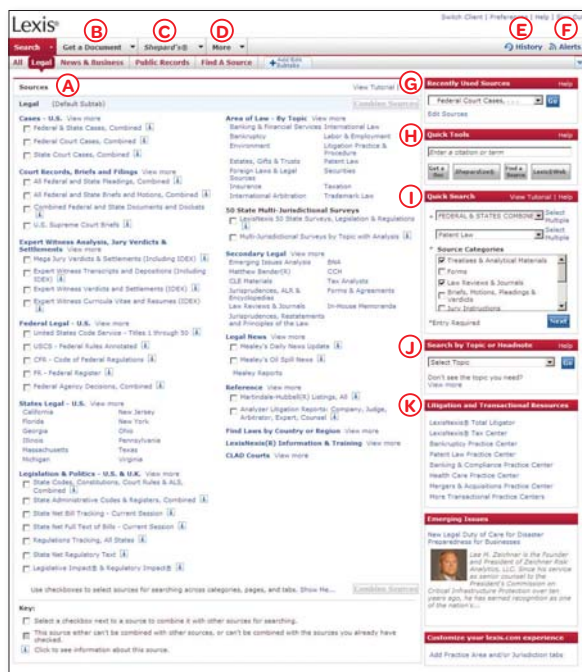 Lexis®
Switch Client | Preferences | Help | Sign Out
B
C
D
E
F
Search
Get a Document
Shepard's®
More
History
Alerts
All
Legal
News & Business
Public Records
Find A Source
Add/Edit Subtabs
A
Sources
View Tutorial |
Legal (Default Subtab)
Combine Sources
Cases - U.S. View more
Federal & State Cases, Combined
Federal Court Cases, Combined
State Court Cases, Combined
Court Records, Briefs and Filings View more
All Federal and State Pleadings, Combined
All Federal and State Briefs and Motions, Combined
Combined Federal and State Documents and Dockets
U.S. Supreme Court Briefs
Expert Witness Analysis, Jury Verdicts &
Settlements View more
Mega Jury Verdicts & Settlements (Including IDEX)
Expert Witness Transcripts and Depositions (Including
IDEX)
Expert Witness Verdicts and Settlements (IDEX)
Expert Witness Curricula Vitae and Resumes (IDEX)
Federal Legal - U.S. View more
United States Code Service - Titles 1 through 50
USCS - Federal Rules Annotated
CFR - Code of Federal Regulations
FR - Federal Register
Federal Agency Decisions, Combined
States Legal - U.S. View more
California New Jersey
Florida New York
Georgia Ohio
Illinois Pennsylvania
Massachusetts Texas
Michigan Virginia
Legislation & Politics - U.S. & U.K. View more
State Codes, Constitutions, Court Rules & ALS,
Combined
State Administrative Codes & Registers, Combined
State Net Bill Tracking - Current Session
State Net Full Text of Bills - Current Session
Regulations Tracking, All States
State Net Regulatory Text
Legislative Impact® & Regulatory Impact®
Area of Law - By Topic View more
Banking & Financial Services International Law
Bankruptcy Labor & Employment
Environment Litigation Practice &
Procedure
Estates, Gifts & Trusts Patent Law
Foreign Laws & Legal Securities
Sources
Insurance Taxation
International Arbitration Trademark Law
50 State Multi-Jurisdictional Surveys
LexisNexis 50 State Surveys, Legislation & Regulations
Multi-Jurisdictional Surveys by Topic with Analysis
Secondary Legal View more
Emerging Issues Analysis BNA
Matthew Bender(R) CCH
CLE Materials Tax Analysts
Jurisprudences, ALR & Forms & Agreements
Encyclopedias
Law Reviews & Journals In-House Memoranda
Jurisprudences, Restatements
and Principles of the Law
Legal News View more
Mealey's Daily News Update
Mealey's Oil Spill News
Mealey Reports
Reference View more
Martindale-Hubbell(R) Listings, All
Analyzer Litigation Reports: Company, Judge,
Arbitrator, Expert, Counsel
Find Laws by Country or Region View more
LexisNexis(R) Information & Training View more
CLAD Courts View more
Use checkboxes to select sources for searching across categories, pages, and tabs. Show Me...
Combine Sources
Key:
Select a checkbox next to a source to combine it with other sources for searching.
This source either can't be combined with other sources, or can't be combined with the sources you have already
checked.
Click to see information about this source.
G
Recently Used Sources Help
Federal Court Cases, . . .
Go
Edit Sources
H
Quick Tools Help
Enter a citation or term
Get a Doc
Shepardize®
Find a Source
Lexis®Web
I
Quick Search View Tutorial | Help
* FEDERAL & STATES COMBINE
Select Multiple
Patent Law
Select Multiple
* Source Categories
Treatises & Analytical Materials
Forms
Law Reviews & Journals
Briefs, Motions, Pleadings &
Verdicts
Jury Instructions
*Entry Required
Next
J
Search by Topic or Headnote Help
Select Topic
Go
Don't see the topic you need?
View more
K
Litigation and Transactional Resources
LexisNexis® Total Litigator
LexisNexis® Tax Center
Bankruptcy Practice Center
Patent Law Practice Center
Banking & Compliance Practice Center
Health Care Practice Center
Mergers & Acquisitions Practice Center
More Transactional Practice Centers
Emerging Issues
New Legal Duty of Care for Disaster
Preparedness for Businesses
Lee H. Zeichner is the Founder
and President of Zeichner Risk
Analytics, LLC. Since his service
as senior counsel to the
President's Commission on
Critical Infrastructure Protection over ten
years ago, he has earned recognition as one
of the nation's...
Customize your lexis.com experience
Add Practice Area and/or Jurisdiction tabs